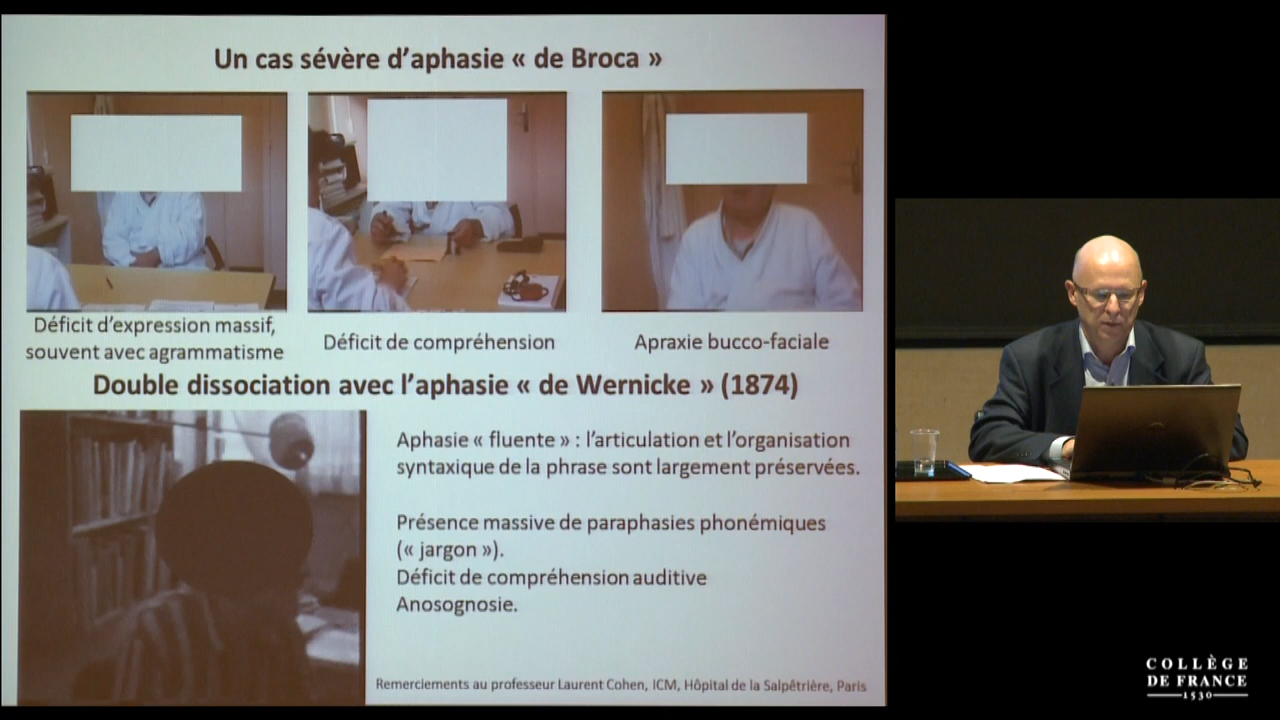 Un cas sévère d'aphasie « de Broca »
Déficit d'expression massif,
souvent avec agrammatisme
Déficit de compréhension
Apraxie bucco-faciale
Double dissociation avec l'aphasie « de Wernicke » (1874)
Aphasie « fluente » : l'articulation et l'organisation
syntaxique de la phrase sont largement préservées.
Présence massive de paraphasies phonémiques
(« jargon »).
Déficit de compréhension auditive
Anosognosie.
Remerciements au professeur Laurent Cohen, ICM, Hôpital de la Salpêtrière, Paris
COLLÈGE
DE FRANCE
1530